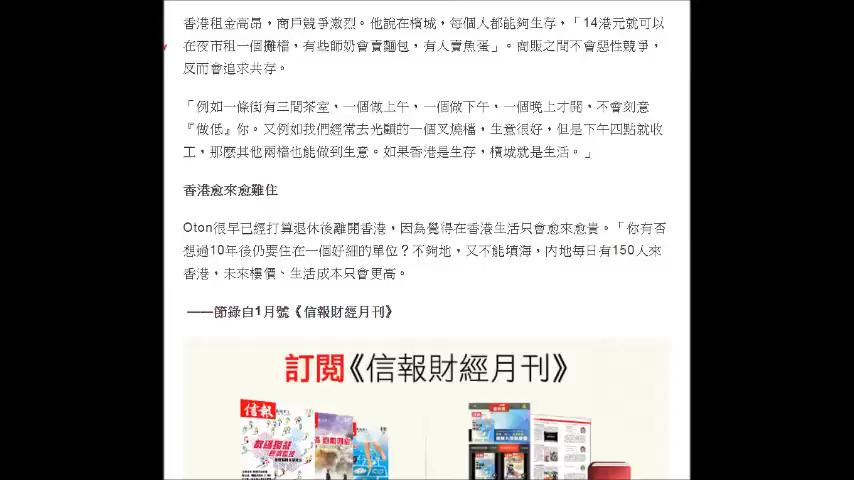 香港租金高昂，商戶競爭激烈。他說在檳城，每個人都能夠生存，「14港元就可以
在夜市租一個攤檔，有些師奶會賣麵包，有人賣魚蛋」。商販之間不會惡性競爭，
反而會追求共存。
「例如一條街有三間茶室，一個做上午，一個做下午，一個晚上才開，不會刻意
『做低』你。又例如我們經常去光顧的一個叉燒檔，生意很好，但是下午四點就收
工，那麼其他兩檔也能做到生意。如果香港是生存，檳城就是生活。」
香港愈來愈難住
Oton很早已經打算退休後離開香港，因為覺得在香港生活只會愈來愈貴。「你有否
想過10年後仍要住在一個好細的單位？不夠地，又不能填海，內地每日有150人來
香港，未來樓價、生活成本只會更高。
——節錄自1月號《信報財經月刊》
訂閱《信報財經月刊》
信報